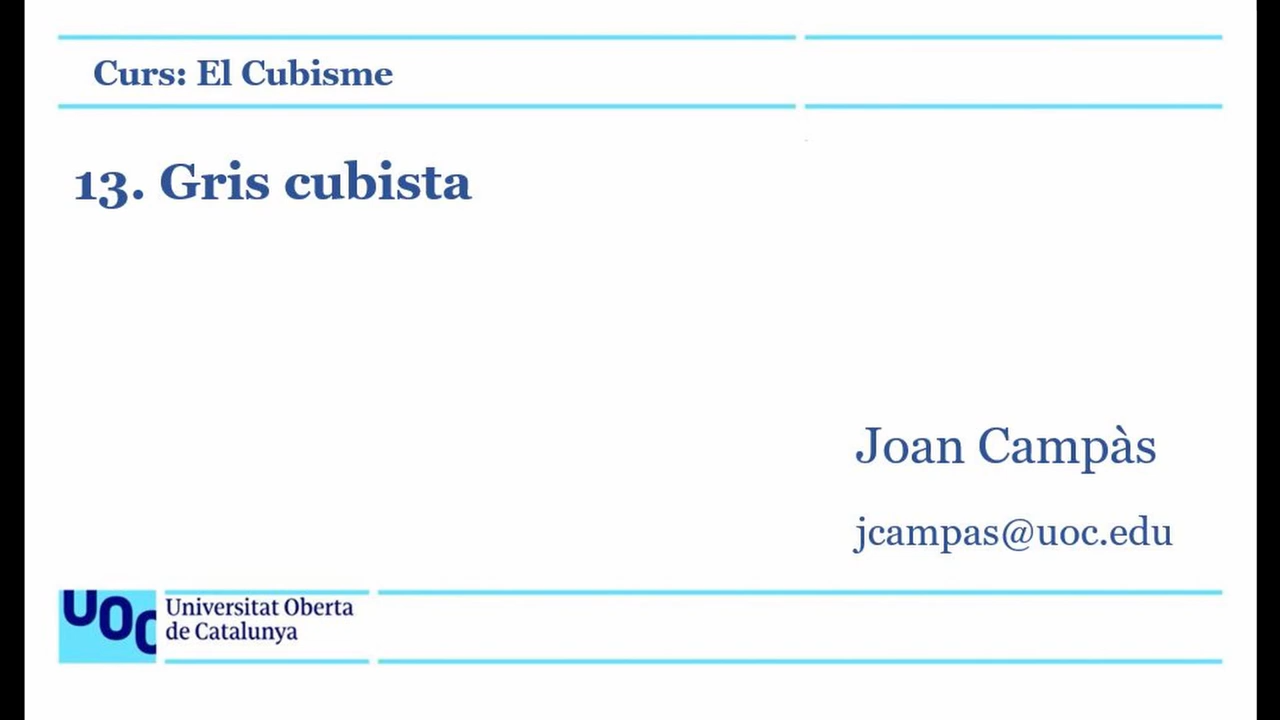 Curs: El Cubisme
13. Gris cubista
Joan Campàs
jcampas@uoc.edu
UOC
Universitat Oberta
de Catalunya